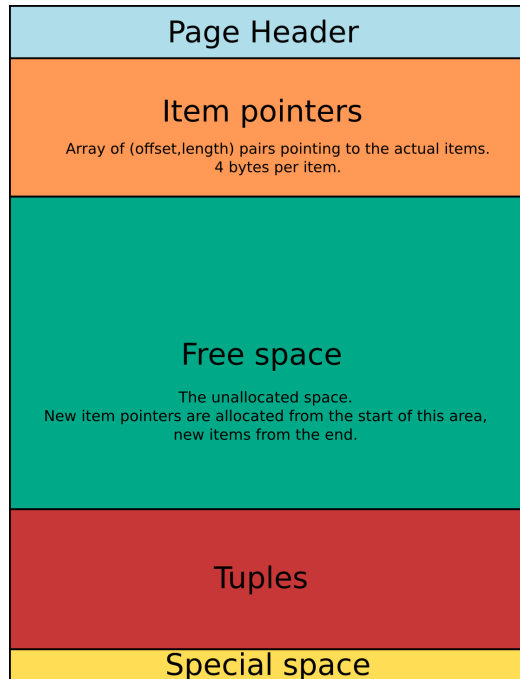 Page Header
Item pointers
Array of (offset,length) pairs pointing to the actual items.
4 bytes per item.
Free space
The unallocated space.
New item pointers are allocated from the start of this area,
new items from the end.
Tuples
Special space